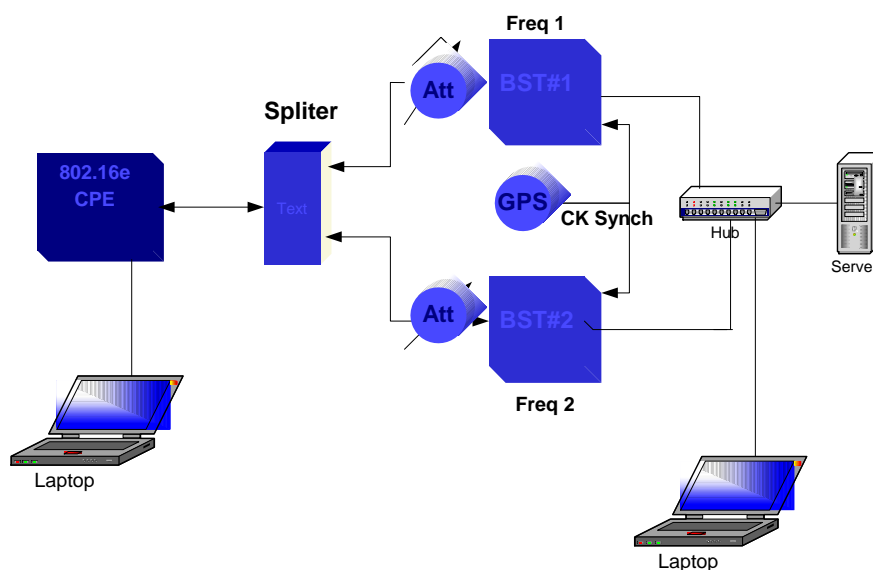 Freq 1
Att
BST#1
Spliter
802.16e
CPE
Text
GPS
CK Synch
Hub
Serve
Att
BST#2
Freq 2
Laptop
Laptop